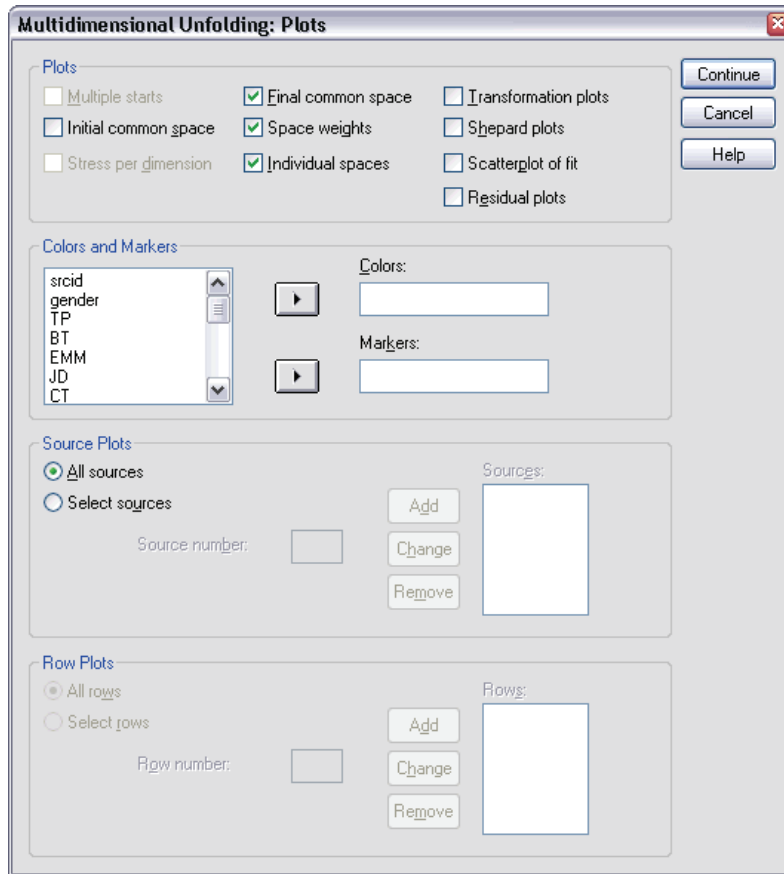 Multidimensional Unfolding: Plots
Plots
Multiple starts
Final common space
Transformation plots
Initial common space
Space weights
Shepard plots
Stress per dimension
Individual spaces
Scatterplot of fit
Residual plots
Continue
Cancel
Help
Colors and Markers
srcid
gender
TP
BT
EMM
JD
CT
Colors:
Markers:
Source Plots
All sources
Select sources
Source number:
Add
Change
Remove
Sources:
Row Plots
All rows
Select rows
Row number:
Add
Change
Remove
Rows: